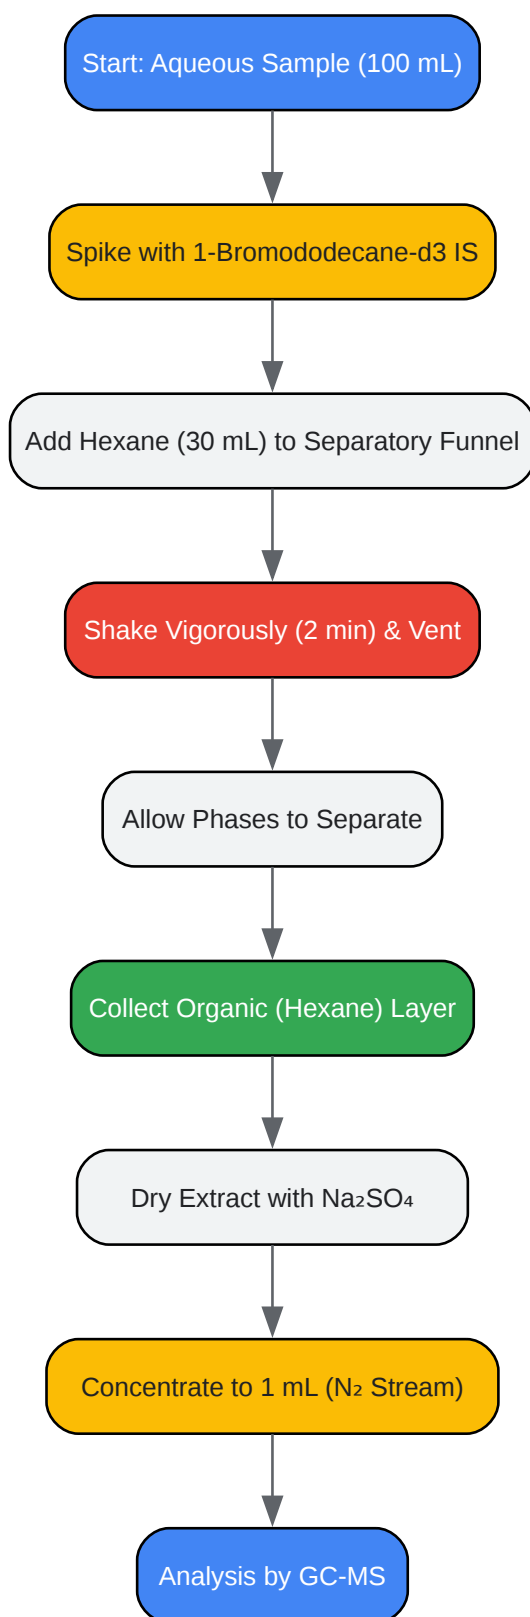 Start: Aqueous Sample (100 mL)
Spike with 1-Bromododecane-d3 IS
Add Hexane (30 mL) to Separatory Funnel
Shake Vigorously (2 min) & Vent
Allow Phases to Separate
Collect Organic (Hexane) Layer
Dry Extract with Na₂SO₄
Concentrate to 1 mL (N₂ Stream)
Analysis by GC-MS